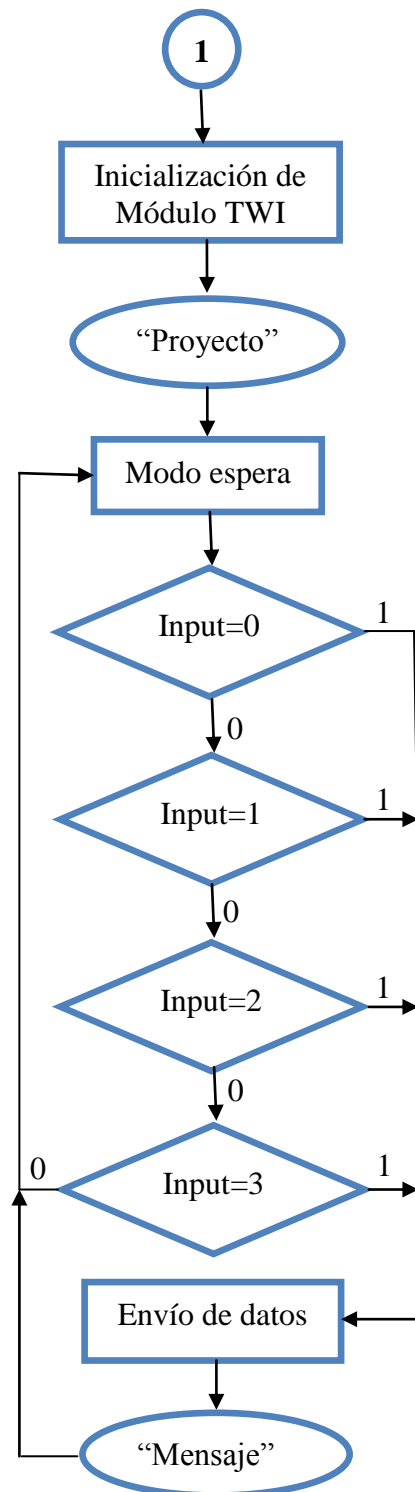 1
Inicialización de
Módulo TWI
“Proyecto”
Modo espera
Input=0
1
0
Input=1
1
0
Input=2
1
0
0
Input=3
1
Envío de datos
“Mensaje”